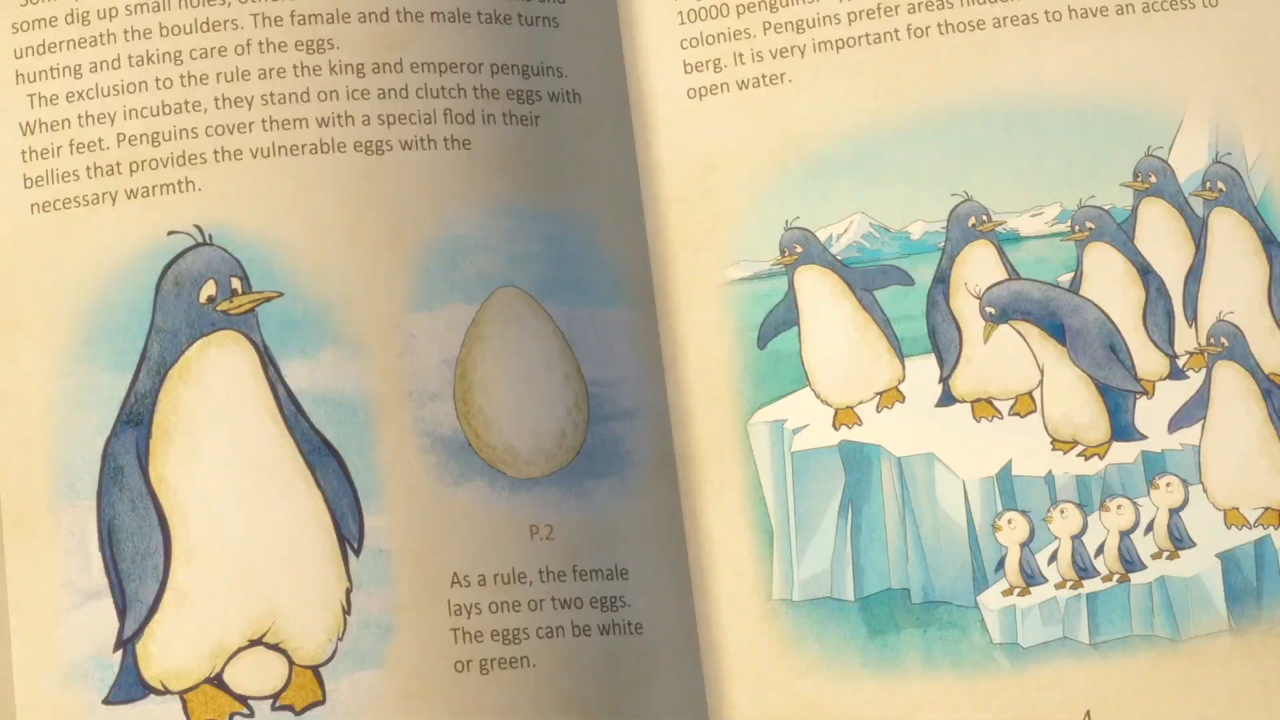 some dig up small holes,
underneath the boulders. The famale and the male take turns
hunting and taking care of the eggs.
The exclusion to the rule are the king and emperor penguins.
When they incubate, they stand on ice and clutch the eggs with
their feet. Penguins cover them with a special flod in their
bellies that provides the vulnerable eggs with the
necessary warmth.
P.2
As a rule, the female
lays one or two eggs.
The eggs can be white
or green.
10000 penguins.
colonies. Penguins prefer areas hidden
berg. It is very important for those areas to have an access to
open water.